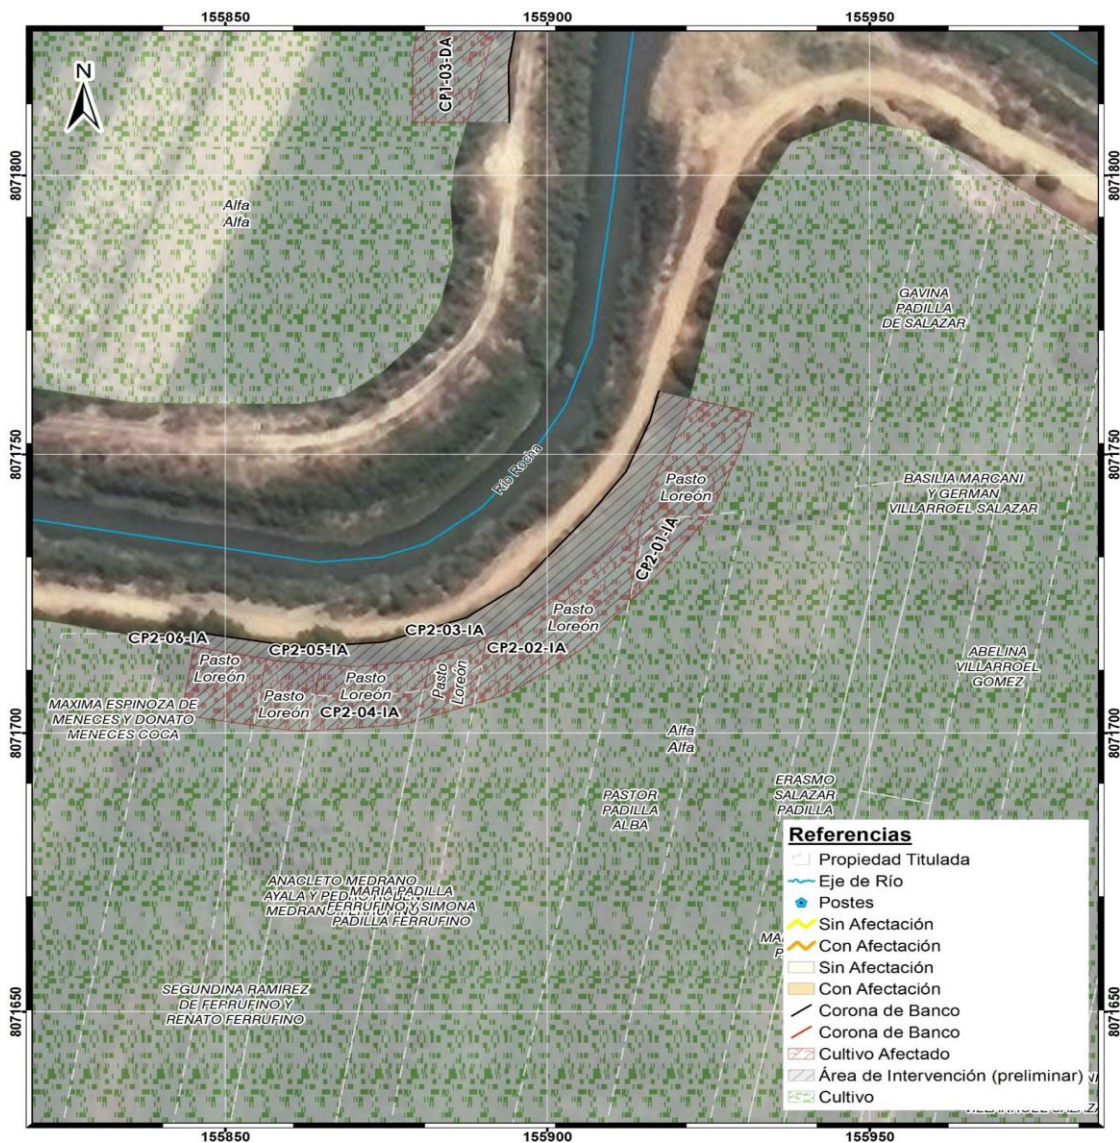 155850
155900
155950
N
CP1-03-DA
8071800
8071800
Alfa
Alfa
GAVINA
PADILLA
DE SALAZAR
8071750
8071750
Río Rocha
Pasto
Loreón
BASILIA MARCANI
Y GERMAN
VILLARROEL SALAZAR
CP2-01-IA
Pasto
Loreón
CP2-06-IA
CP2-05-IA
CP2-03-IA
CP2-02-IA
Pasto
Loreón
Pasto
Loreón
Pasto
Loreón
Pasto
Loreón
CP2-04-IA
ABELINA
VILLARROEL
GOMEZ
MAXIMA ESPINOZA DE
MENECES Y DONATO
MENECES COCA
8071700
8071700
Alfa
Alfa
PASTOR
PADILLA
ALBA
ERASMO
SALAZAR
PADILLA
ANACLETO MEDRANO
AYALA Y PEDRO RUBEN
MEDRANO
MARIA PADILLA
FERRUFINO Y SIMONA
PADILLA FERRUFINO
SEGUNDINA RAMIREZ
DE FERRUFINO Y
RENATO FERRUFINO
8071650
8071650
Referencias
Propiedad Titulada
Eje de Río
Postes
Sin Afectación
Con Afectación
Sin Afectación
Con Afectación
Corona de Banco
Corona de Banco
Cultivo Afectado
Área de Intervención (preliminar)
Cultivo
155850
155900
155950